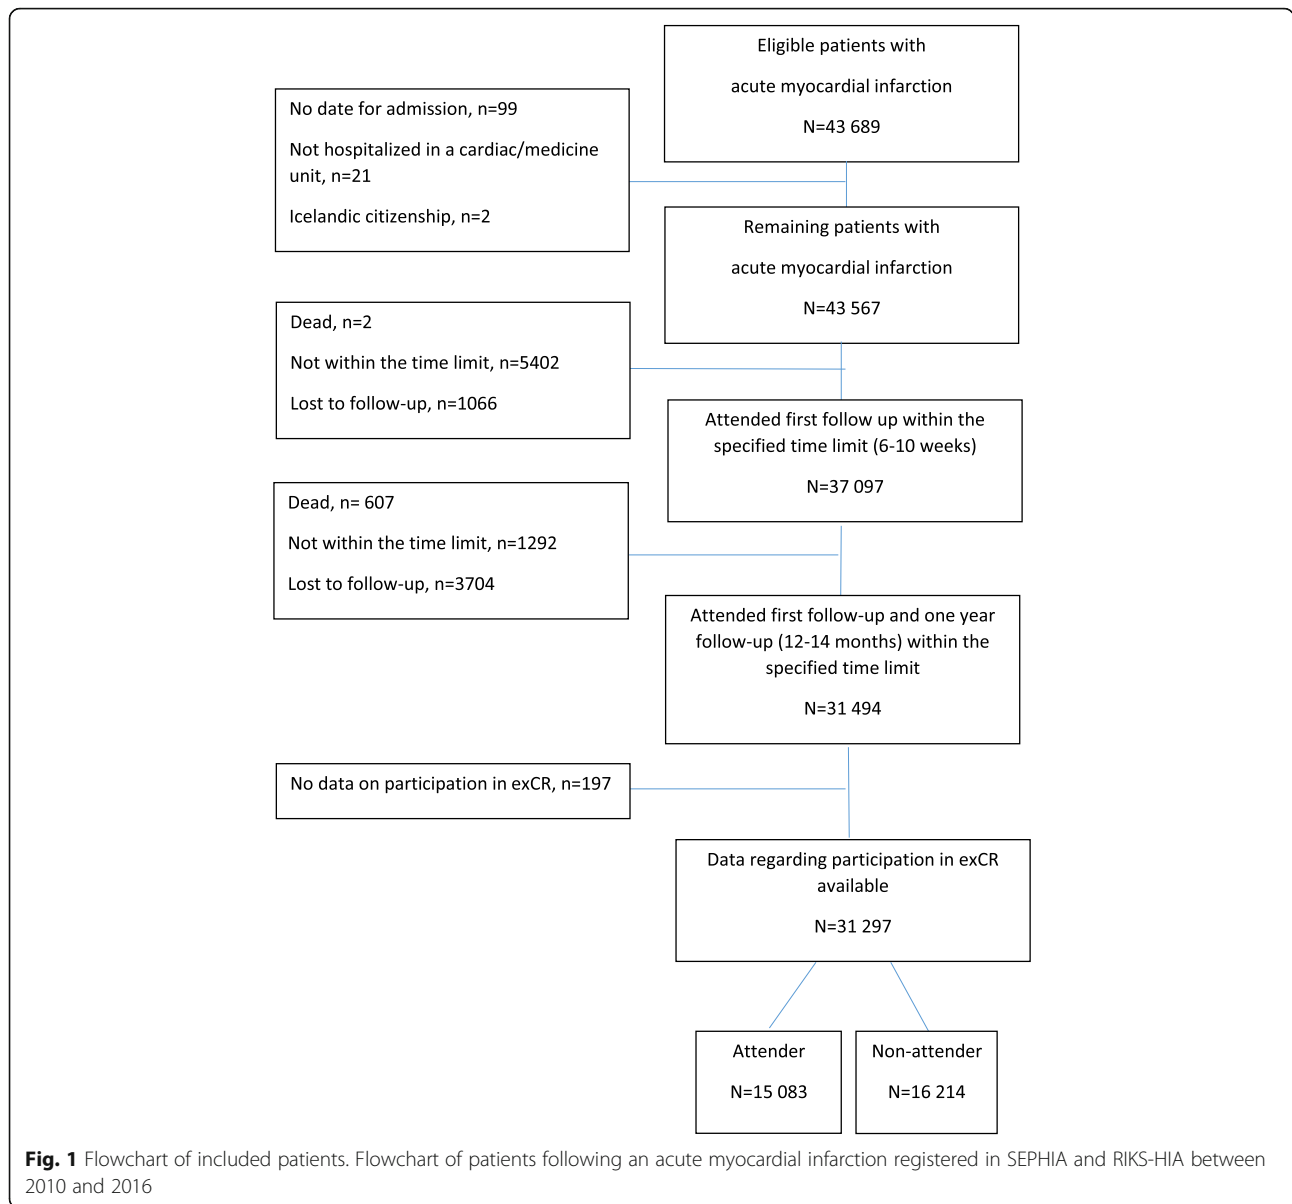 Eligible patients with
acute myocardial infarction
N=43 689
No date for admission, n=99
Not hospitalized in a cardiac/medicine
unit, n=21
Icelandic citizenship, n=2
Remaining patients with
acute myocardial infarction
N=43 567
Dead, n=2
Not within the time limit, n=5402
Lost to follow-up, n=1066
Attended first follow up within the
specified time limit (6-10 weeks)
N=37 097
Dead, n= 607
Not within the time limit, n=1292
Lost to follow-up, n=3704
Attended first follow-up and one year
follow-up (12-14 months) within the
specified time limit
N=31 494
No data on participation in exCR, n=197
Data regarding participation in exCR
available
N=31 297
Attender
N=15 083
Non-attender
N=16 214
Fig. 1 Flowchart of included patients. Flowchart of patients following an acute myocardial infarction registered in SEPHIA and RIKS-HIA between
2010 and 2016